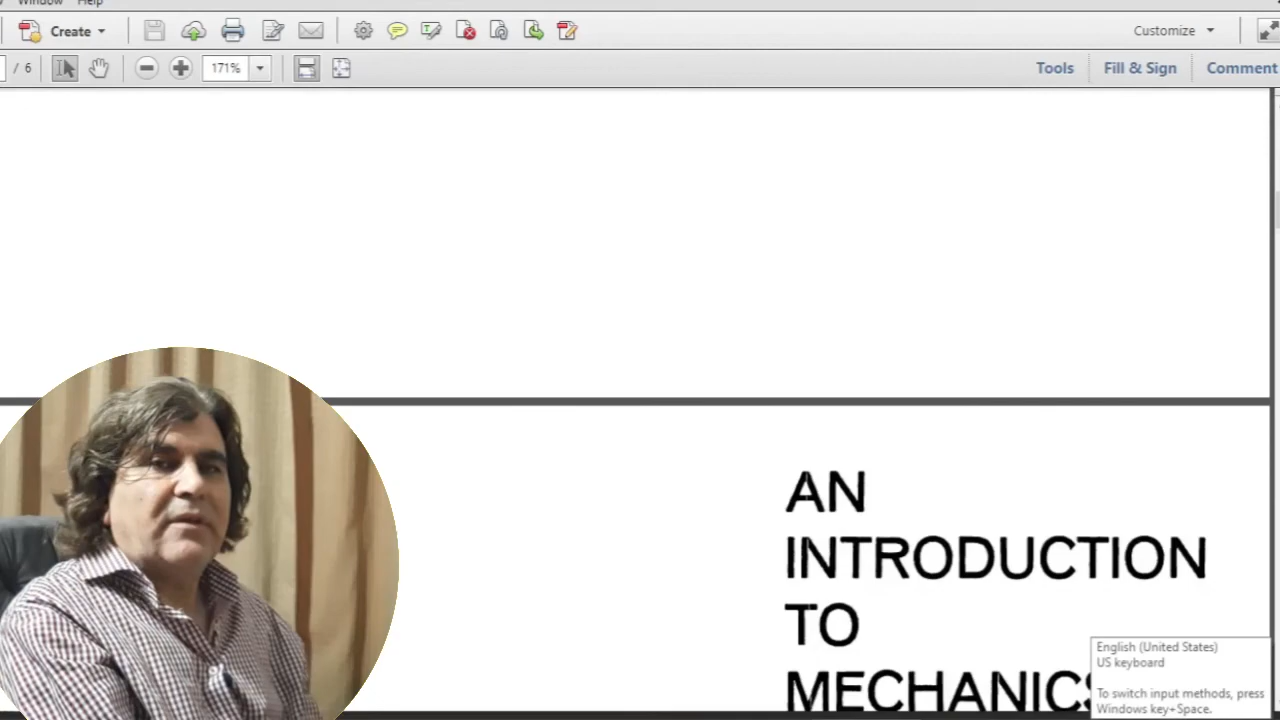 Window Help
Create
Customize
/ 6
171%
Tools
Fill & Sign
Comment
AN
INTRODUCTION
TO
MECHANICS
English (United States)
US keyboard
To switch input methods, press
Windows key+Space.